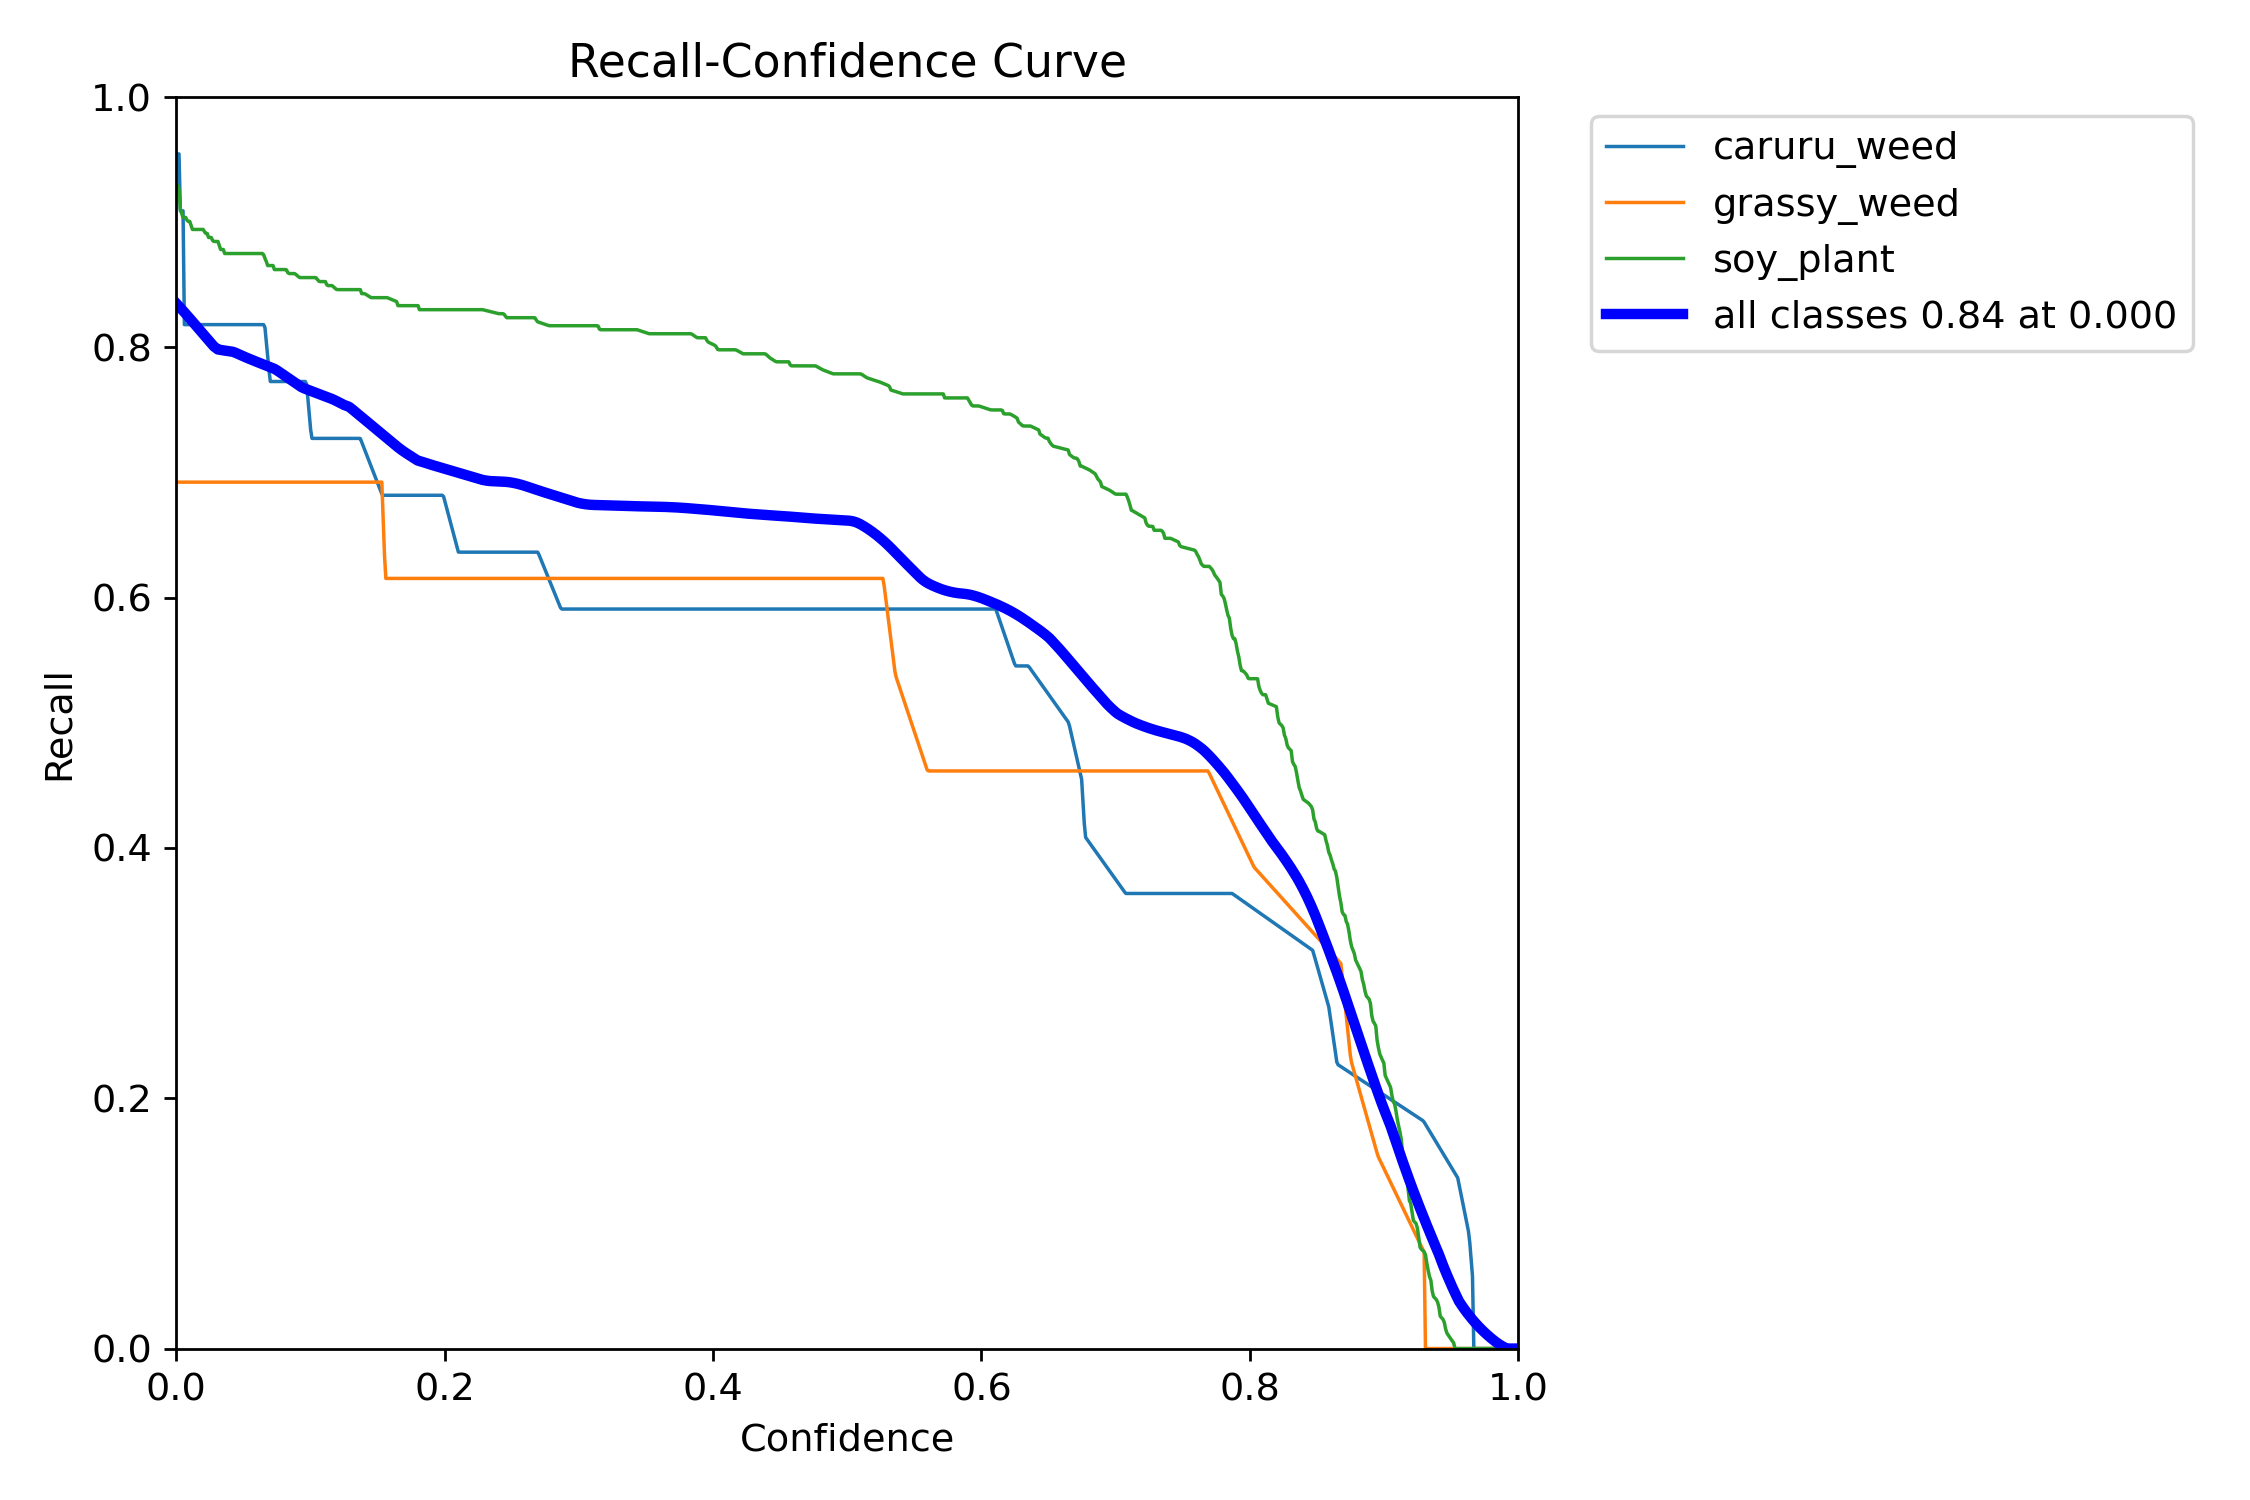 Recall-Confidence Curve
1.0
0.8
0.6
0.4
0.2
0.0
Recall
0.0 0.2 0.4 0.6 0.8 1.0
Confidence
caruru_weed
grassy_weed
soy_plant
all classes 0.84 at 0.000